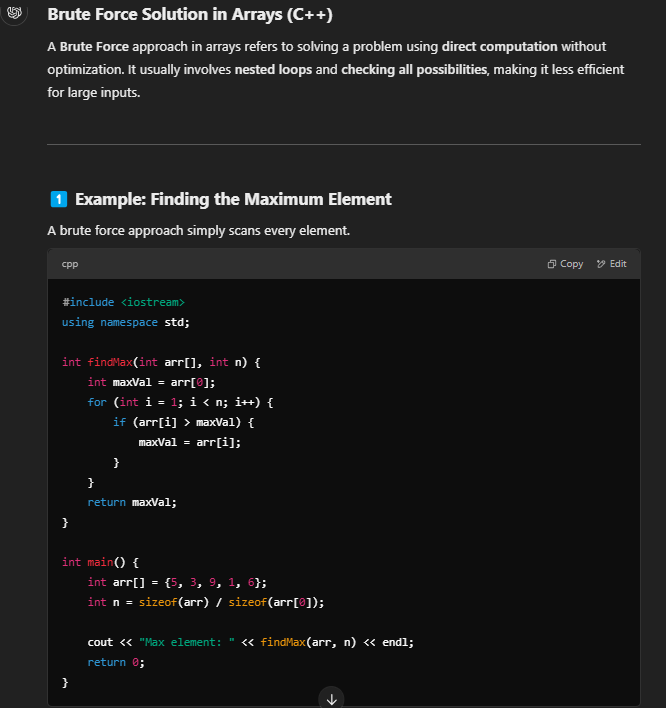 Brute Force Solution in Arrays (C++)
A Brute Force approach in arrays refers to solving a problem using direct computation without
optimization. It usually involves nested loops and checking all possibilities, making it less efficient
for large inputs.
1 Example: Finding the Maximum Element
A brute force approach simply scans every element.
cpp Copy Edit
#include <iostream>
using namespace std;
int findMax(int arr[], int n) {
    int maxVal = arr[0];
    for (int i = 1; i < n; i++) {
        if (arr[i] > maxVal) {
            maxVal = arr[i];
        }
    }
    return maxVal;
}
int main() {
    int arr[] = {5, 3, 9, 1, 6};
    int n = sizeof(arr) / sizeof(arr[0]);
    cout << "Max element: " << findMax(arr, n) << endl;
    return 0;
}